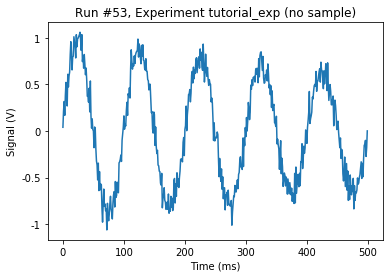 Run #53, Experiment tutorial_exp (no sample)
1
0.5
0
-0.5
-1
Signal (V)
0 100 200 300 400 500
Time (ms)